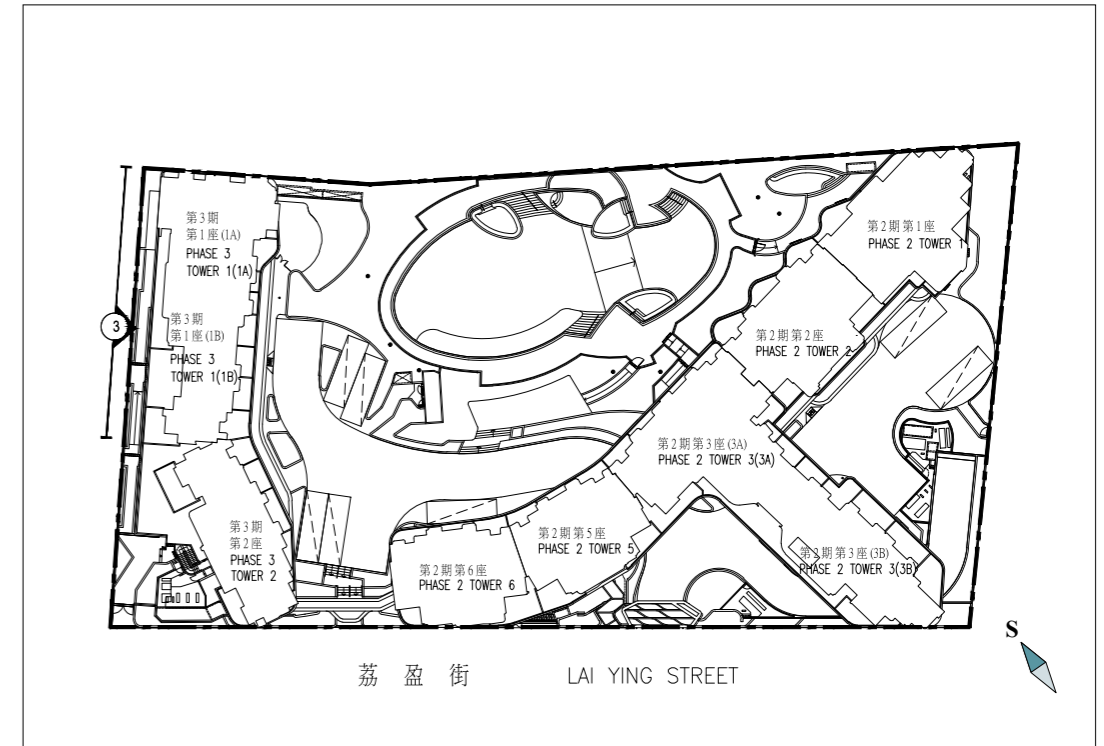 第3期
第1座(1A)
PHASE 3
TOWER 1(1A)
第3期
第1座(1B)
PHASE 3
TOWER 1(1B)
3
第2期第1座
PHASE 2 TOWER 1
第2期第2座
PHASE 2 TOWER 2
第2期第3座(3A)
PHASE 2 TOWER 3(3A)
第3期
第2座
PHASE 3
TOWER 2
第2期第5座
PHASE 2 TOWER 5
第2期第6座
PHASE 2 TOWER 6
第2期第3座(3B)
PHASE 2 TOWER 3(3B)
S
荔盈街 LAI YING STREET